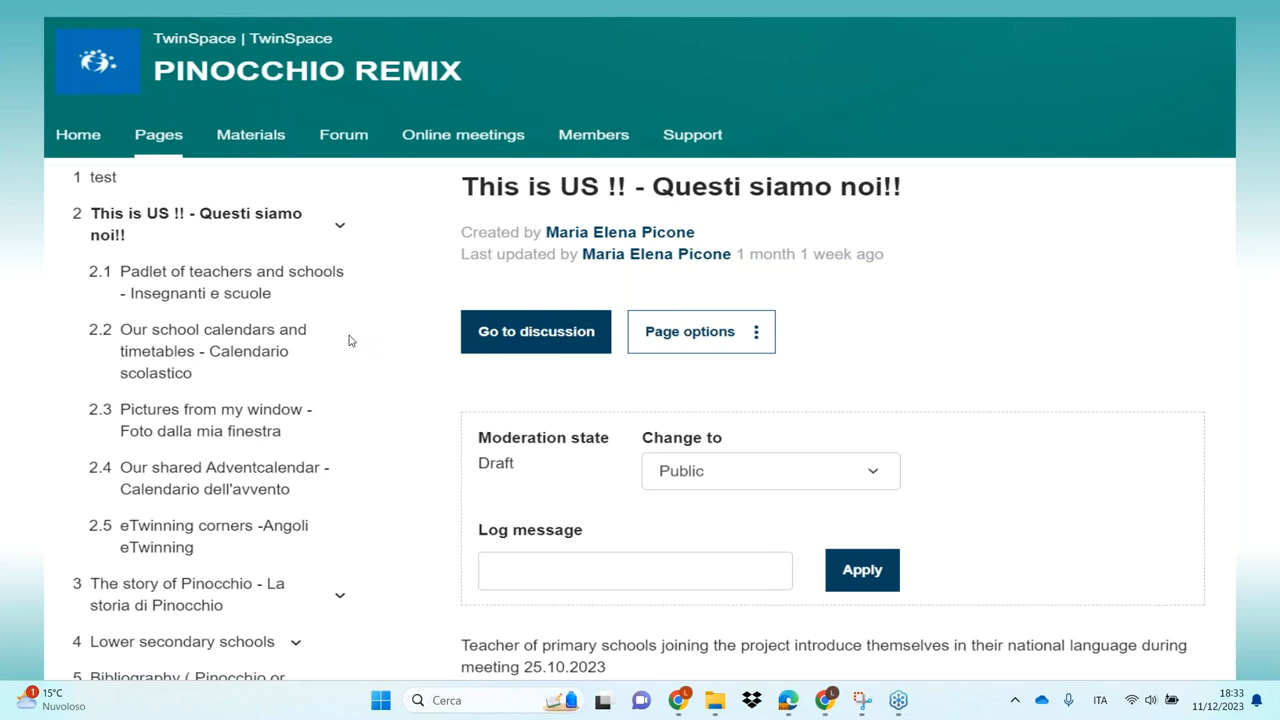 TwinSpace | TwinSpace
PINOCCHIO REMIX
Home Pages Materials Forum Online meetings Members Support
1 test
2 This is US !! - Questi siamo
noi!!
2.1 Padlet of teachers and schools
- Insegnanti e scuole
2.2 Our school calendars and
timetables - Calendario
scolastico
2.3 Pictures from my window -
Foto dalla mia finestra
2.4 Our shared Adventcalendar -
Calendario dell'avvento
2.5 eTwinning corners -Angoli
eTwinning
3 The story of Pinocchio - La
storia di Pinocchio
4 Lower secondary schools
5 Bibliography ( Pinocchio or
This is US !! - Questi siamo noi!!
Created by Maria Elena Picone
Last updated by Maria Elena Picone 1 month 1 week ago
Go to discussion Page options
Moderation state Change to
Draft Public
Log message
Apply
Teacher of primary schools joining the project introduce themselves in their national language during
meeting 25.10.2023
1 15°C
Nuvoloso
Cerca
L L
ITA
18:33
11/12/2023